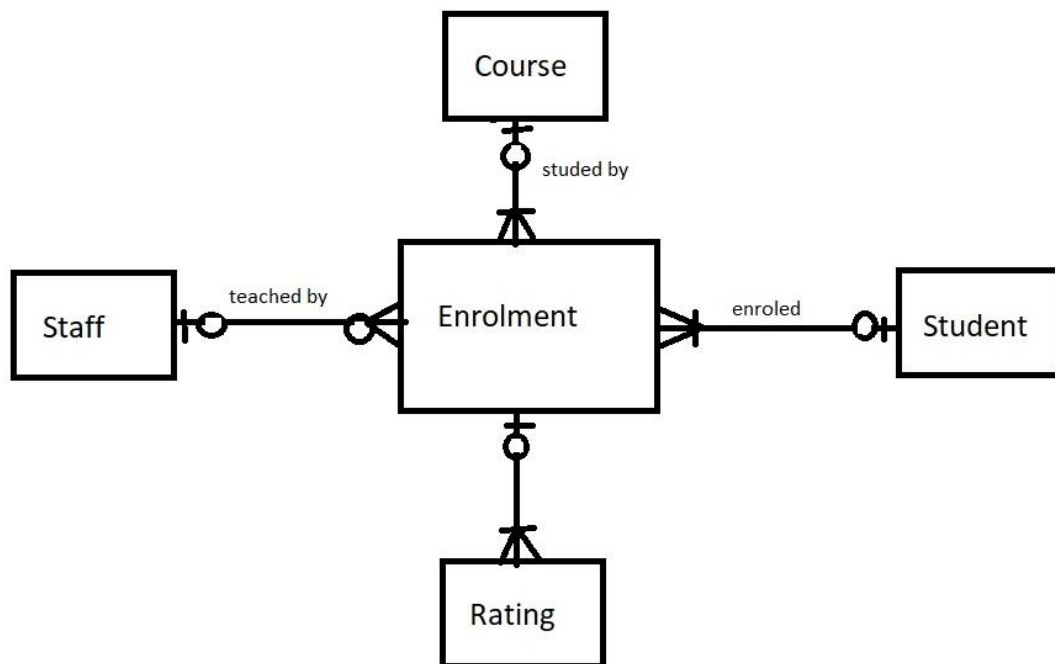 Course
studed by
Staff
teached by
Enrolment
enroled
Student
Rating